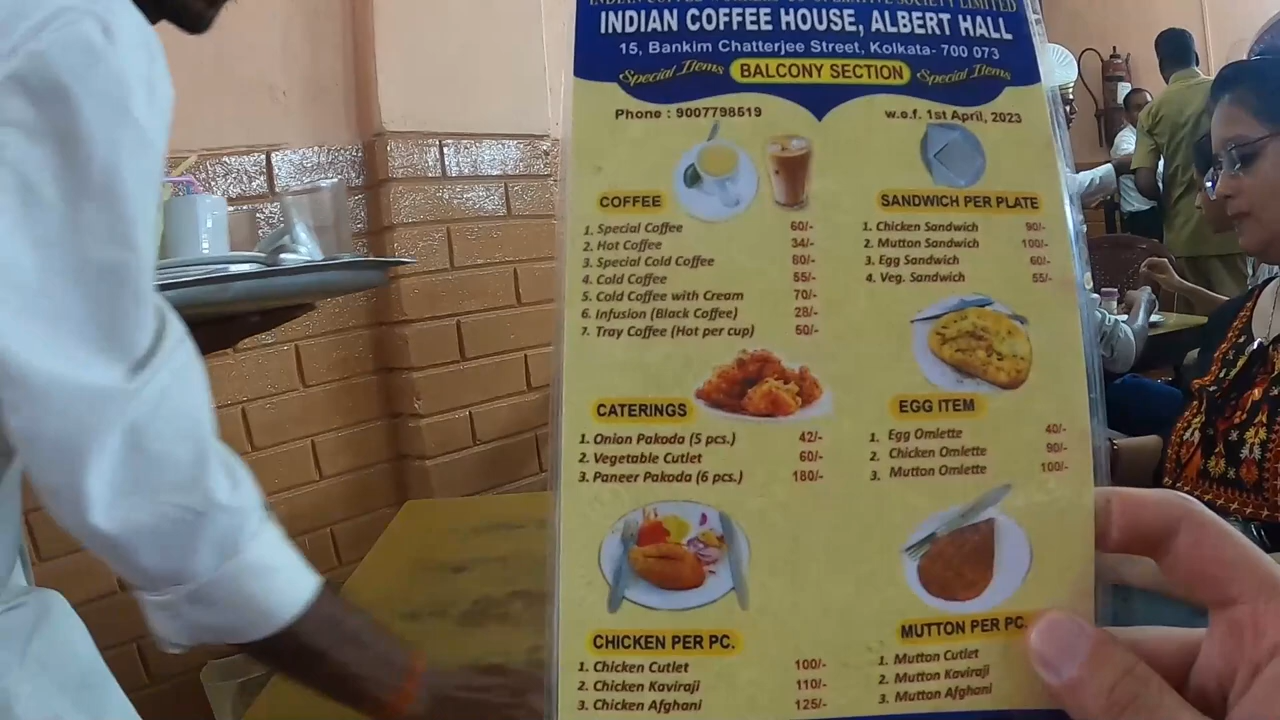 INDIAN COFFEE WORKERS' CO-OPERATIVE SOCIETY LIMITED
INDIAN COFFEE HOUSE, ALBERT HALL
15, Bankim Chatterjee Street, Kolkata- 700 073
Special Items BALCONY SECTION Special Items
Phone : 9007798519
w.e.f. 1st April, 2023
COFFEE
1. Special Coffee 60/-
2. Hot Coffee 34/-
3. Special Cold Coffee 80/-
4. Cold Coffee 55/-
5. Cold Coffee with Cream 70/-
6. Infusion (Black Coffee) 28/-
7. Tray Coffee (Hot per cup) 50/-
SANDWICH PER PLATE
1. Chicken Sandwich 90/-
2. Mutton Sandwich 100/-
3. Egg Sandwich 60/-
4. Veg. Sandwich 55/-
CATERINGS
1. Onion Pakoda (5 pcs.) 42/-
2. Vegetable Cutlet 60/-
3. Paneer Pakoda (6 pcs.) 180/-
EGG ITEM
1. Egg Omlette 40/-
2. Chicken Omlette 90/-
3. Mutton Omlette 100/-
CHICKEN PER PC.
1. Chicken Cutlet 100/-
2. Chicken Kaviraji 110/-
3. Chicken Afghani 125/-
MUTTON PER PC.
1. Mutton Cutlet
2. Mutton Kaviraji
3. Mutton Afghani